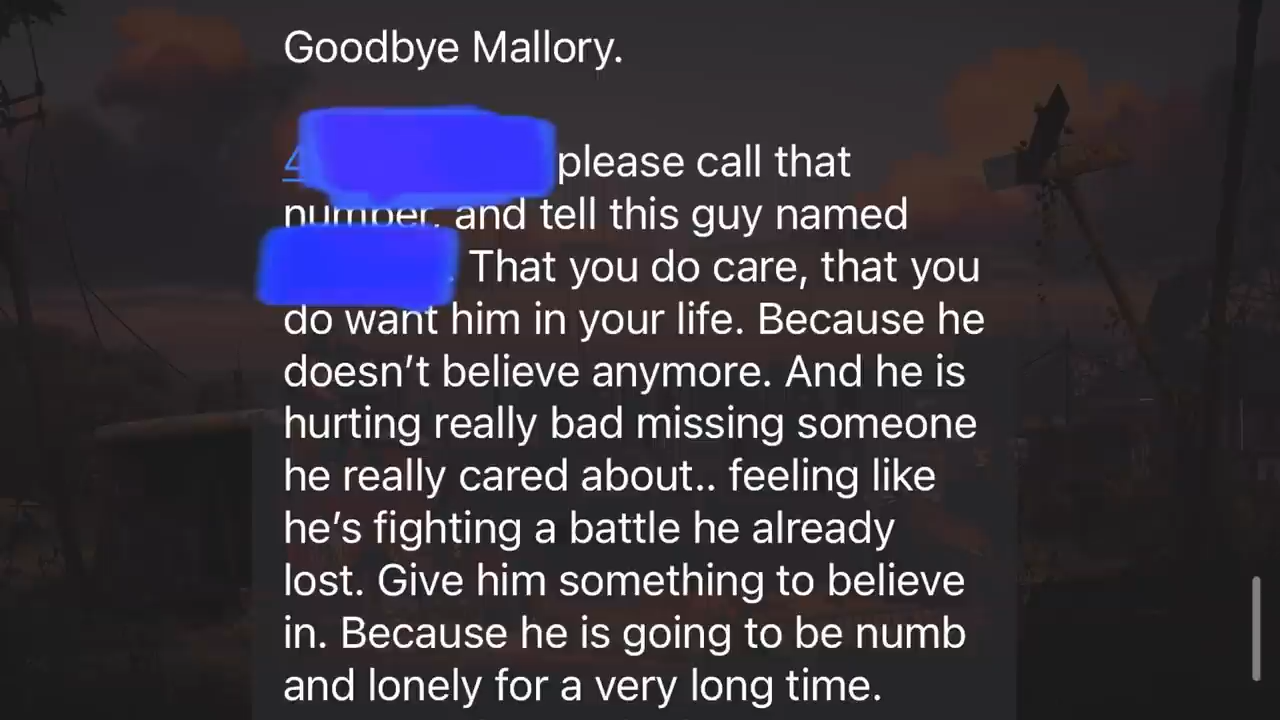 Goodbye Mallory.
please call that
number, and tell this guy named
. That you do care, that you
do want him in your life. Because he
doesn’t believe anymore. And he is
hurting really bad missing someone
he really cared about.. feeling like
he’s fighting a battle he already
lost. Give him something to believe
in. Because he is going to be numb
and lonely for a very long time.